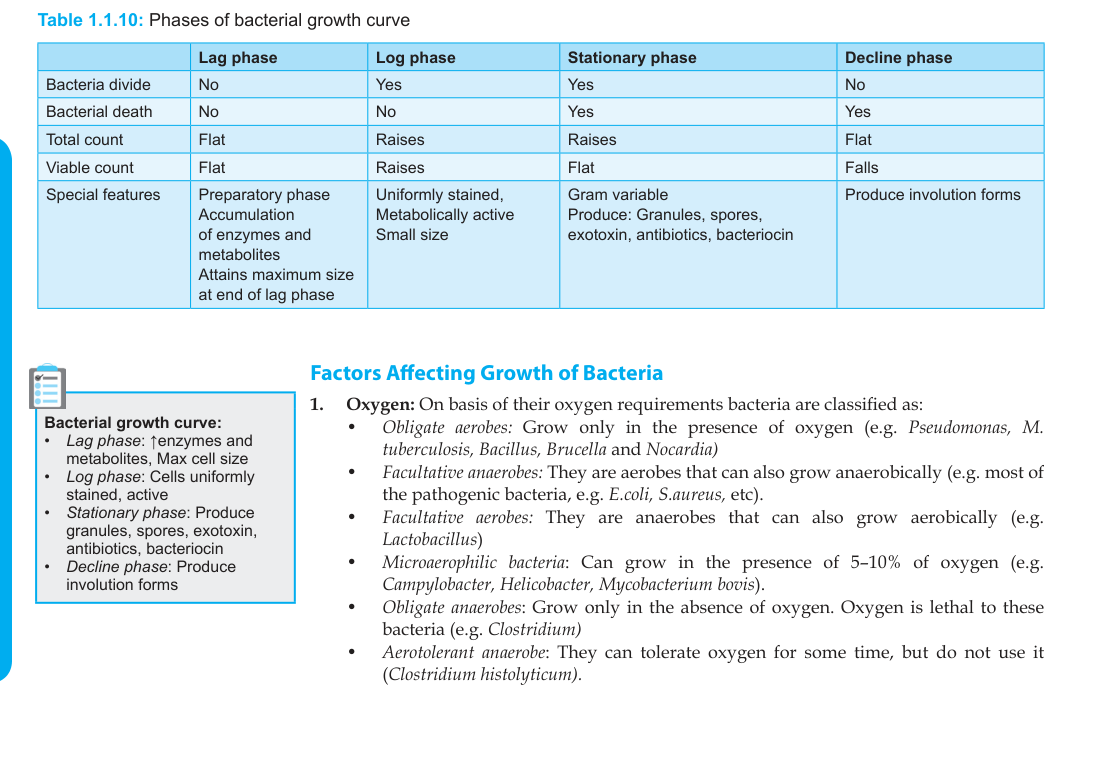 Table 1.1.10: Phases of bacterial growth curve
Lag phase Log phase Stationary phase Decline phase
Bacteria divide No Yes Yes No
Bacterial death No No Yes Yes
Total count Flat Raises Raises Flat
Viable count Flat Raises Flat Falls
Special features Preparatory phase Uniformly stained, Gram variable Produce involution forms
Accumulation Metabolically active Produce: Granules, spores,
of enzymes and Small size exotoxin, antibiotics, bacteriocin
metabolites
Attains maximum size
at end of lag phase
Bacterial growth curve:
• Lag phase: ↑enzymes and
metabolites, Max cell size
• Log phase: Cells uniformly
stained, active
• Stationary phase: Produce
granules, spores, exotoxin,
antibiotics, bacteriocin
• Decline phase: Produce
involution forms
Factors Affecting Growth of Bacteria
1. Oxygen: On basis of their oxygen requirements bacteria are classified as:
• Obligate aerobes: Grow only in the presence of oxygen (e.g. Pseudomonas, M.
tuberculosis, Bacillus, Brucella and Nocardia)
• Facultative anaerobes: They are aerobes that can also grow anaerobically (e.g. most of
the pathogenic bacteria, e.g. E.coli, S.aureus, etc).
• Facultative aerobes: They are anaerobes that can also grow aerobically (e.g.
Lactobacillus)
• Microaerophilic bacteria: Can grow in the presence of 5–10% of oxygen (e.g.
Campylobacter, Helicobacter, Mycobacterium bovis).
• Obligate anaerobes: Grow only in the absence of oxygen. Oxygen is lethal to these
bacteria (e.g. Clostridium)
• Aerotolerant anaerobe: They can tolerate oxygen for some time, but do not use it
(Clostridium histolyticum).